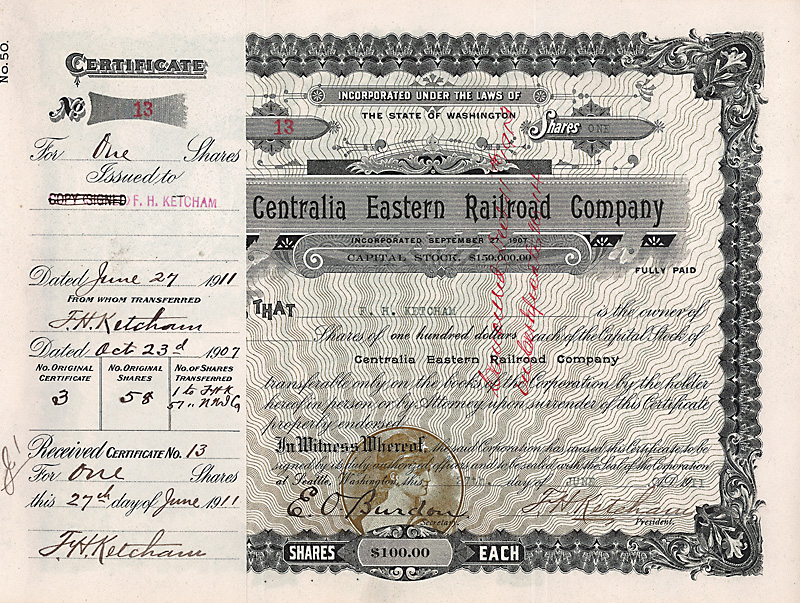 No. 50.
CERTIFICATE
No 13
For One Shares
Issued to
F. H. KETCHAM
Dated June 27 1911
FROM WHOM TRANSFERRED
F.H. Ketcham
Dated Oct 23d 1907
NO. ORIGINAL CERTIFICATE
NO. ORIGINAL SHARES
NO. OF SHARES TRANSFERRED
3
58
1 to F H K
57
Received CERTIFICATE No. 13
For One Shares
this 27th day of June 1911
F.H. Ketcham
INCORPORATED UNDER THE LAWS OF
THE STATE OF WASHINGTON
13
Shares ONE
Centralia Eastern Railroad Company
INCORPORATED SEPTEMBER 27, 1907
CAPITAL STOCK, $150,000.00
FULLY PAID
THAT F. H. KETCHAM is the owner of
Shares of one hundred dollars each of the Capital Stock of
Centralia Eastern Railroad Company
transferable only on the books of the Corporation by the holder
hereof in person or by Attorney upon surrender of this Certificate
properly endorsed.
In Witness Whereof, the said Corporation has caused this Certificate to be
signed by its duly authorized officers and to be sealed with the Seal of the Corporation
at Seattle, Washington, this 27th. day of JUNE A.D. 1911
E. O. Burdon F H Ketcham
Secretary. President.
SHARES $100.00 EACH